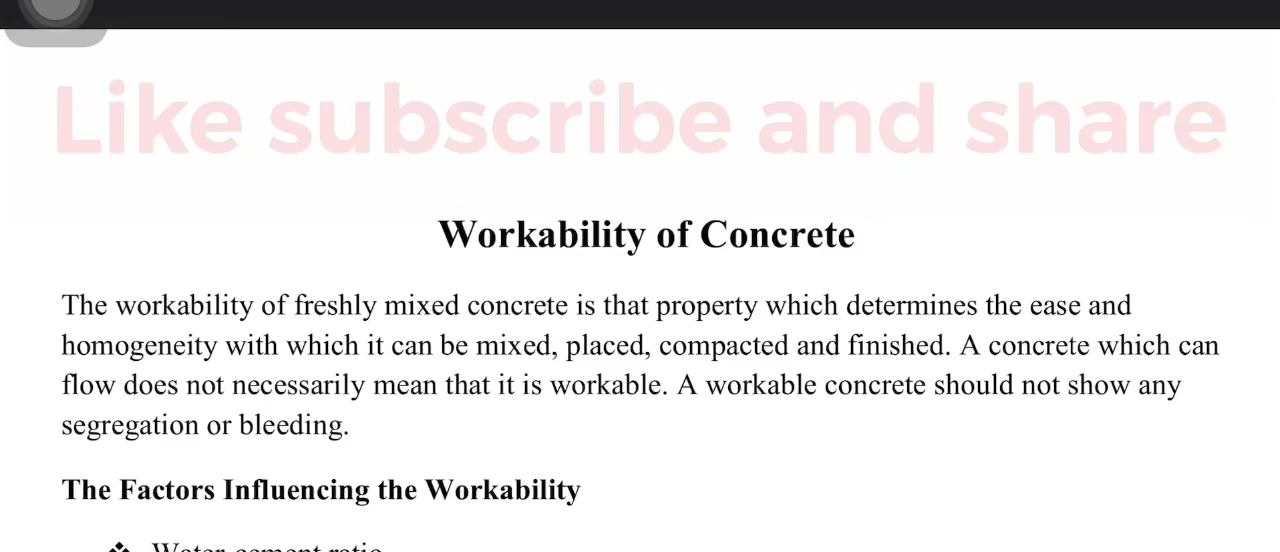 Like subscribe and share
Workability of Concrete
The workability of freshly mixed concrete is that property which determines the ease and
homogeneity with which it can be mixed, placed, compacted and finished. A concrete which can
flow does not necessarily mean that it is workable. A workable concrete should not show any
segregation or bleeding.
The Factors Influencing the Workability
❖ Water-cement ratio